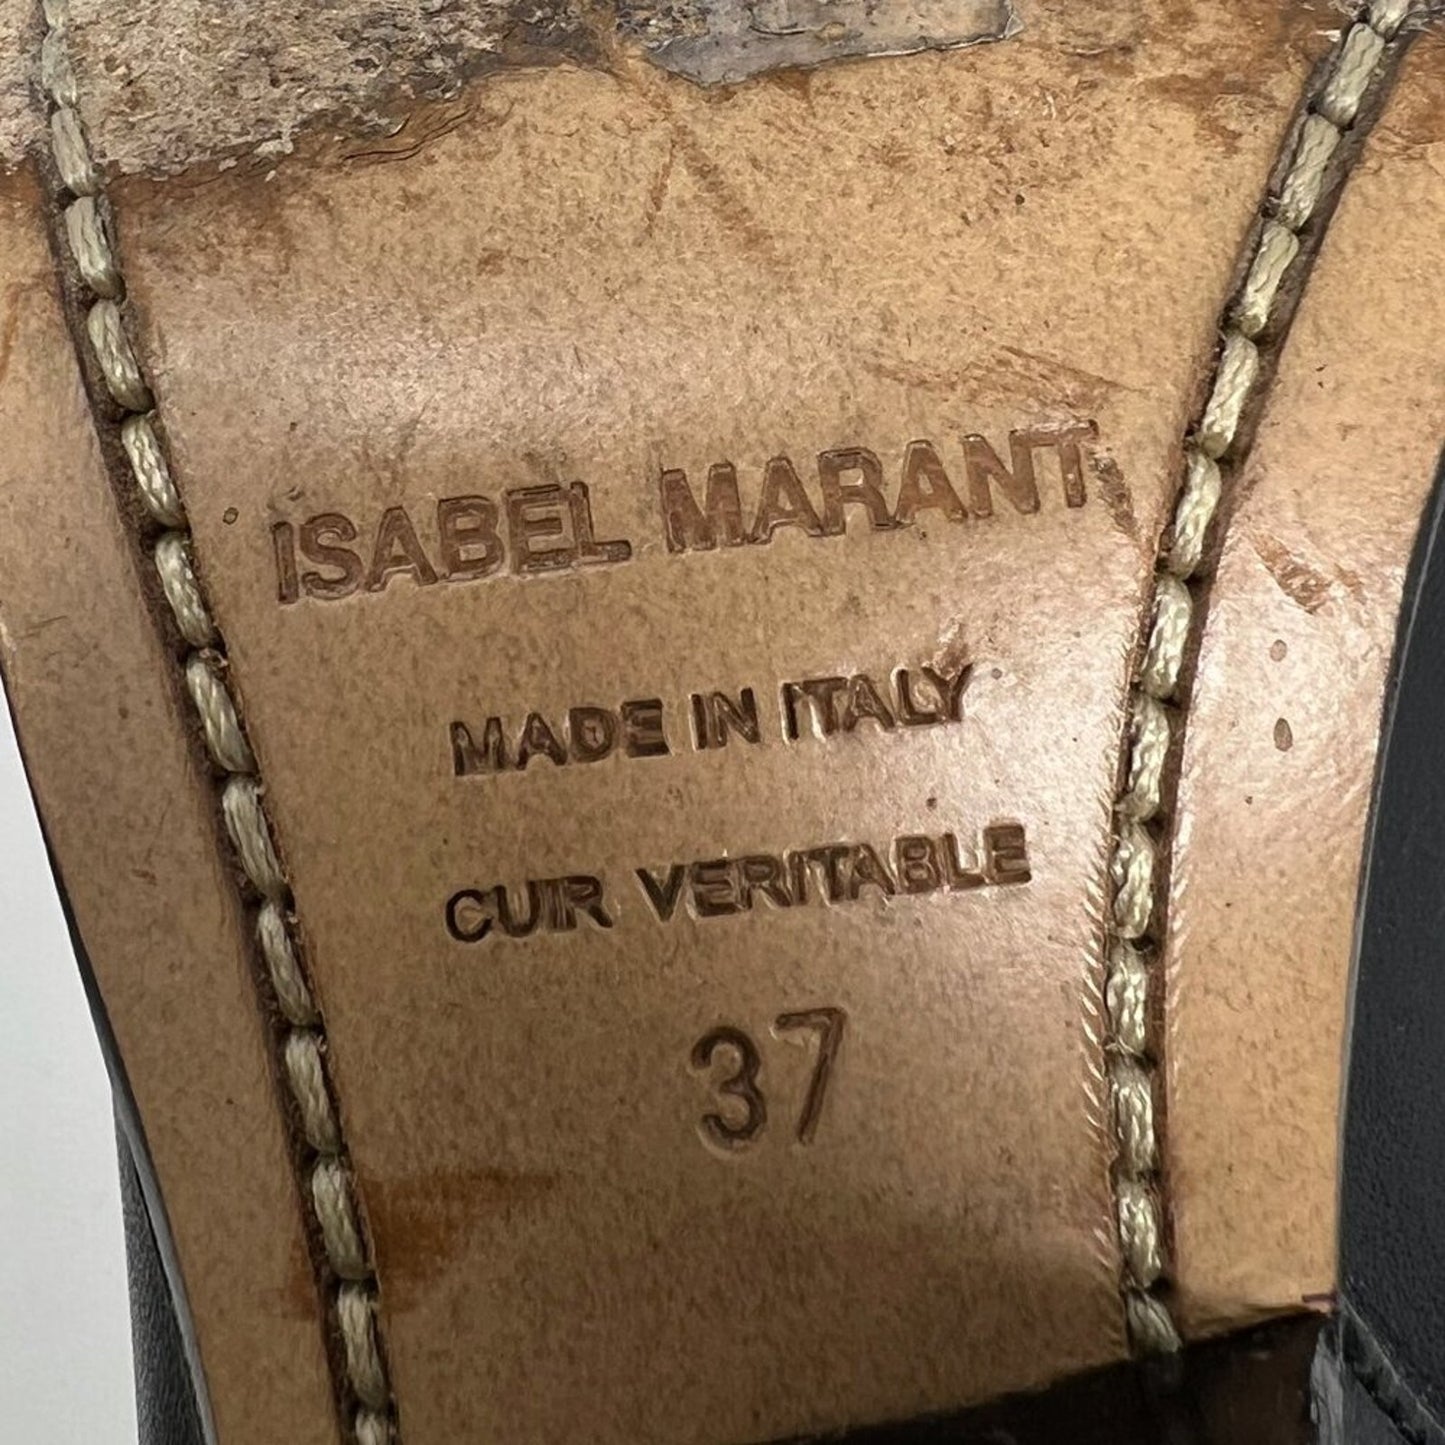 ISABEL MARANT
MADE IN ITALY
CUIR VERITABLE
37